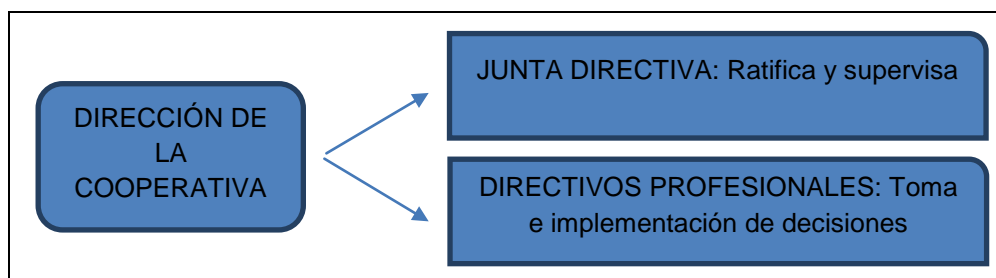 DIRECCIÓN DE
LA
COOPERATIVA
JUNTA DIRECTIVA: Ratifica y supervisa
DIRECTIVOS PROFESIONALES: Toma
e implementación de decisiones